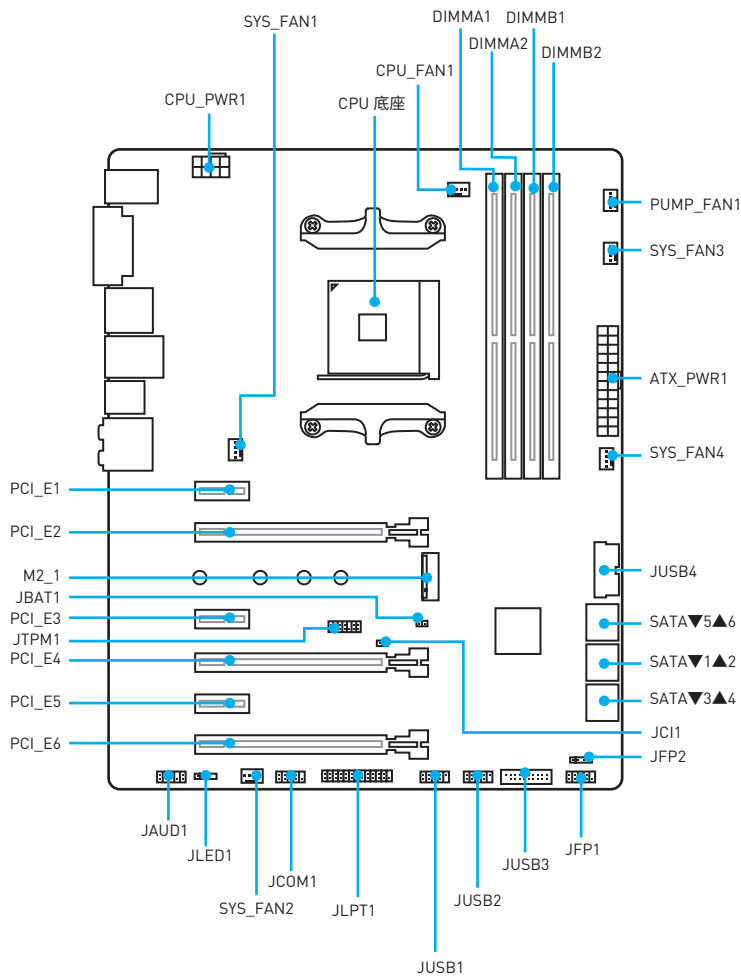 SYS_FAN1
DIMMA1
DIMMB1
DIMMA2
DIMMB2
CPU_FAN1
CPU_PWR1
CPU 底座
PUMP_FAN1
SYS_FAN3
ATX_PWR1
SYS_FAN4
PCI_E1
PCI_E2
M2_1
JUSB4
JBAT1
PCI_E3
SATA▼5▲6
JTPM1
PCI_E4
SATA▼1▲2
PCI_E5
SATA▼3▲4
JCI1
PCI_E6
JFP2
JAUD1
JLED1
JCOM1
SYS_FAN2
JLPT1
JUSB1
JUSB2
JUSB3
JFP1